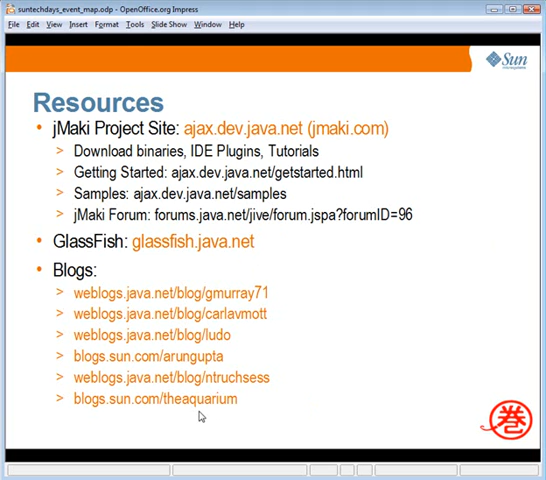 suntechdays_event_map.odp - OpenOffice.org Impress
File Edit View Insert Format Tools Slide Show Window Help
Sun
Resources
• jMaki Project Site: ajax.dev.java.net (jmaki.com)
> Download binaries, IDE Plugins, Tutorials
> Getting Started: ajax.dev.java.net/getstarted.html
> Samples: ajax.dev.java.net/samples
> jMaki Forum: forums.java.net/jive/forum.jspa?forumID=96
• GlassFish: glassfish.java.net
• Blogs:
> weblogs.java.net/blog/gmurray71
> weblogs.java.net/blog/carlavmott
> weblogs.java.net/blog/ludo
> blogs.sun.com/arungupta
> weblogs.java.net/blog/ntruchsess
> blogs.sun.com/theaquarium
巻